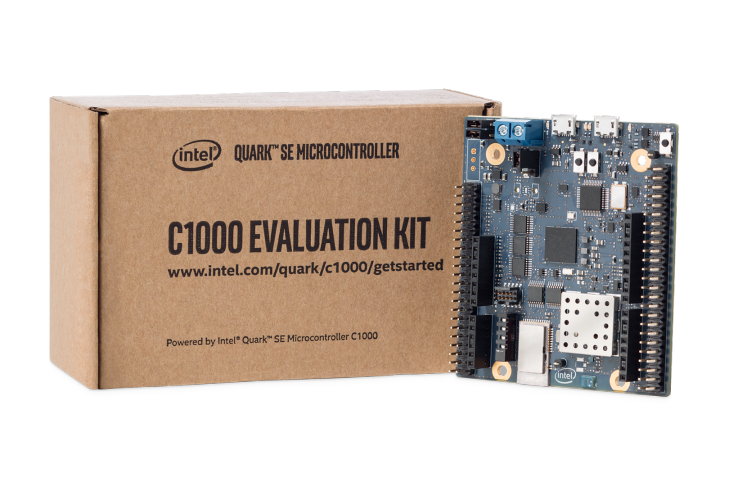 intel® QUARK™ SE MICROCONTROLLER
C1000 EVALUATION KIT
www.intel.com/quark/c1000/getstarted
Powered by Intel® Quark™ SE Microcontroller C1000
intel